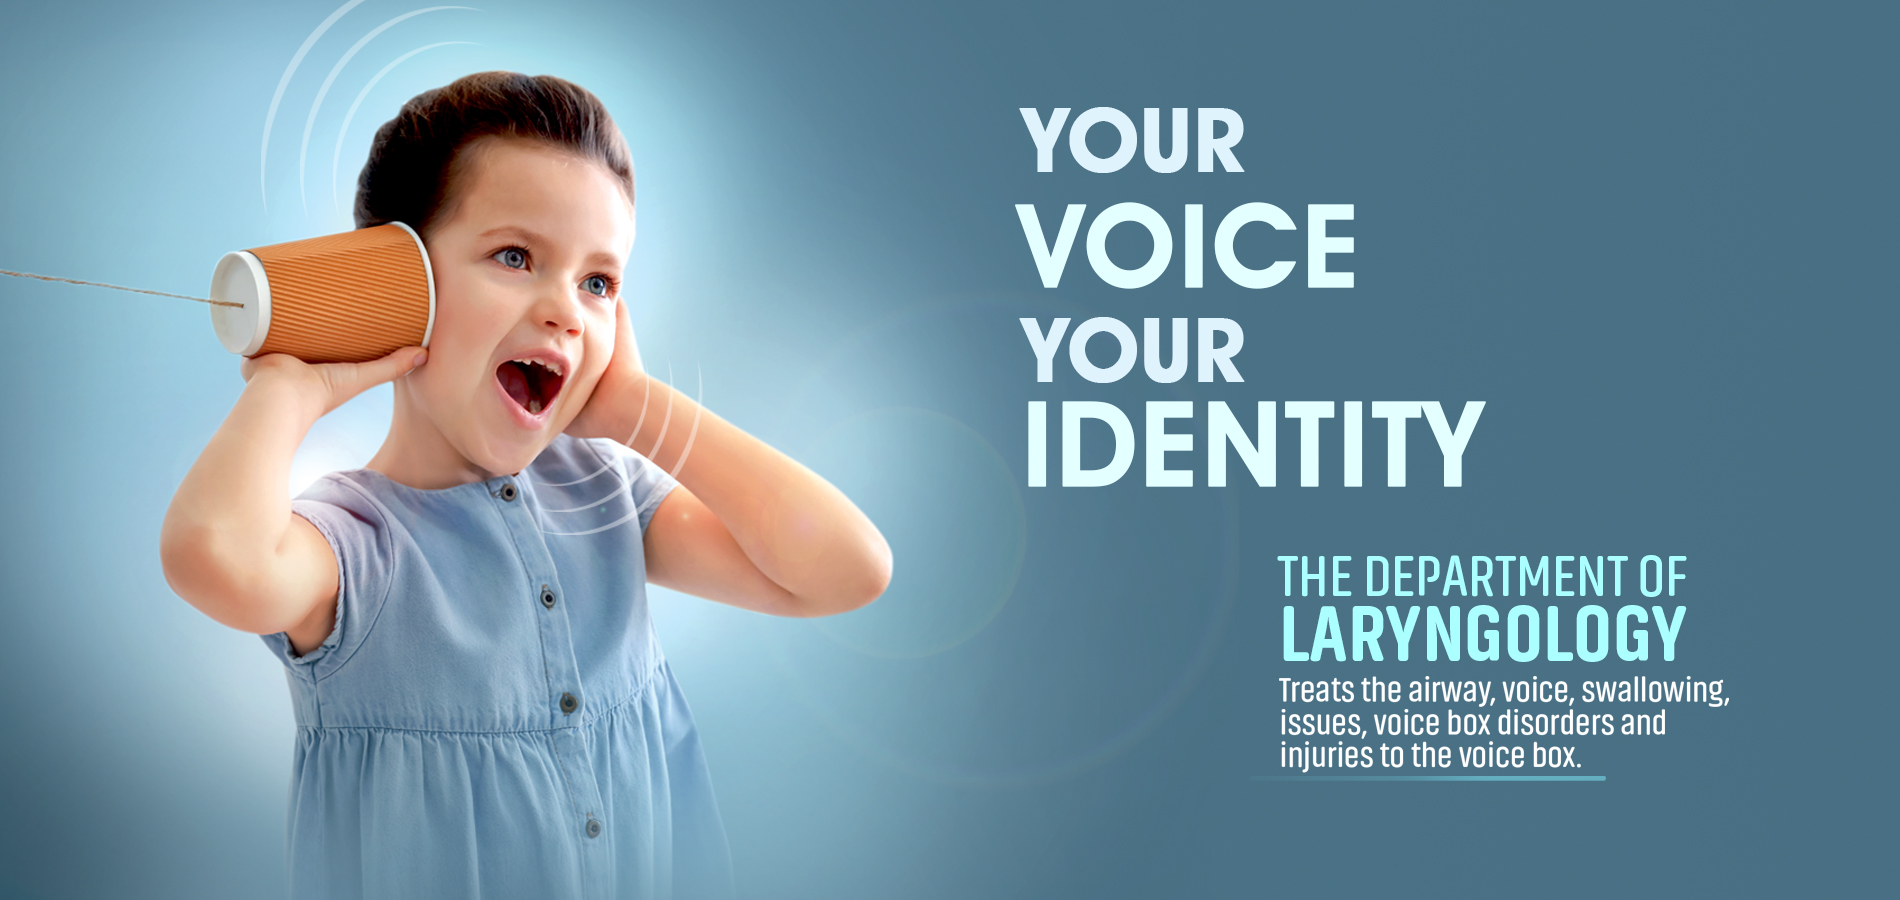 YOUR
VOICE
YOUR
IDENTITY
THE DEPARTMENT OF
LARYNGOLOGY
Treats the airway, voice, swallowing,
issues, voice box disorders and
injuries to the voice box.